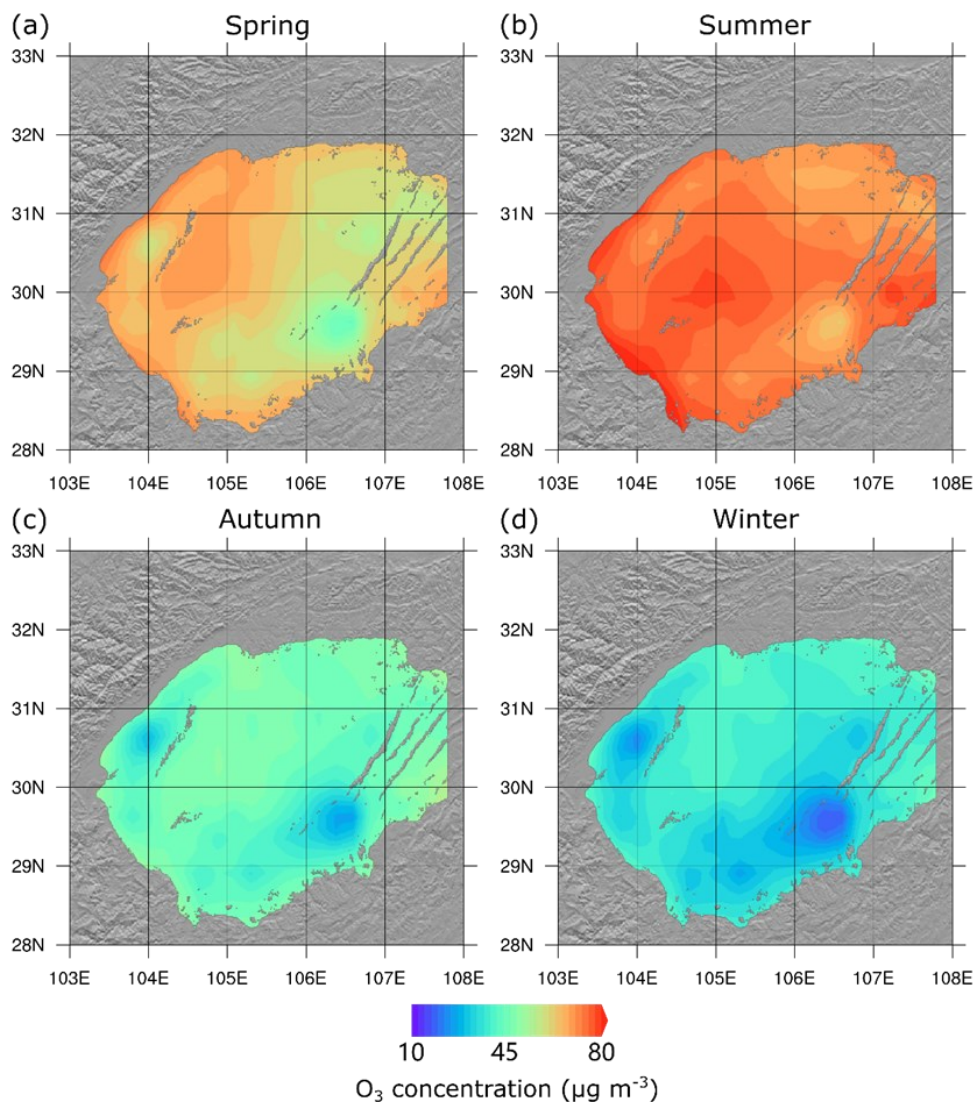 (a) Spring
(b) Summer
33N
32N
31N
30N
29N
28N
103E 104E 105E 106E 107E 108E
33N
32N
31N
30N
29N
28N
103E 104E 105E 106E 107E 108E
(c) Autumn
(d) Winter
33N
32N
31N
30N
29N
28N
103E 104E 105E 106E 107E 108E
33N
32N
31N
30N
29N
28N
103E 104E 105E 106E 107E 108E
10 45 80
O₃ concentration (µg m⁻³)